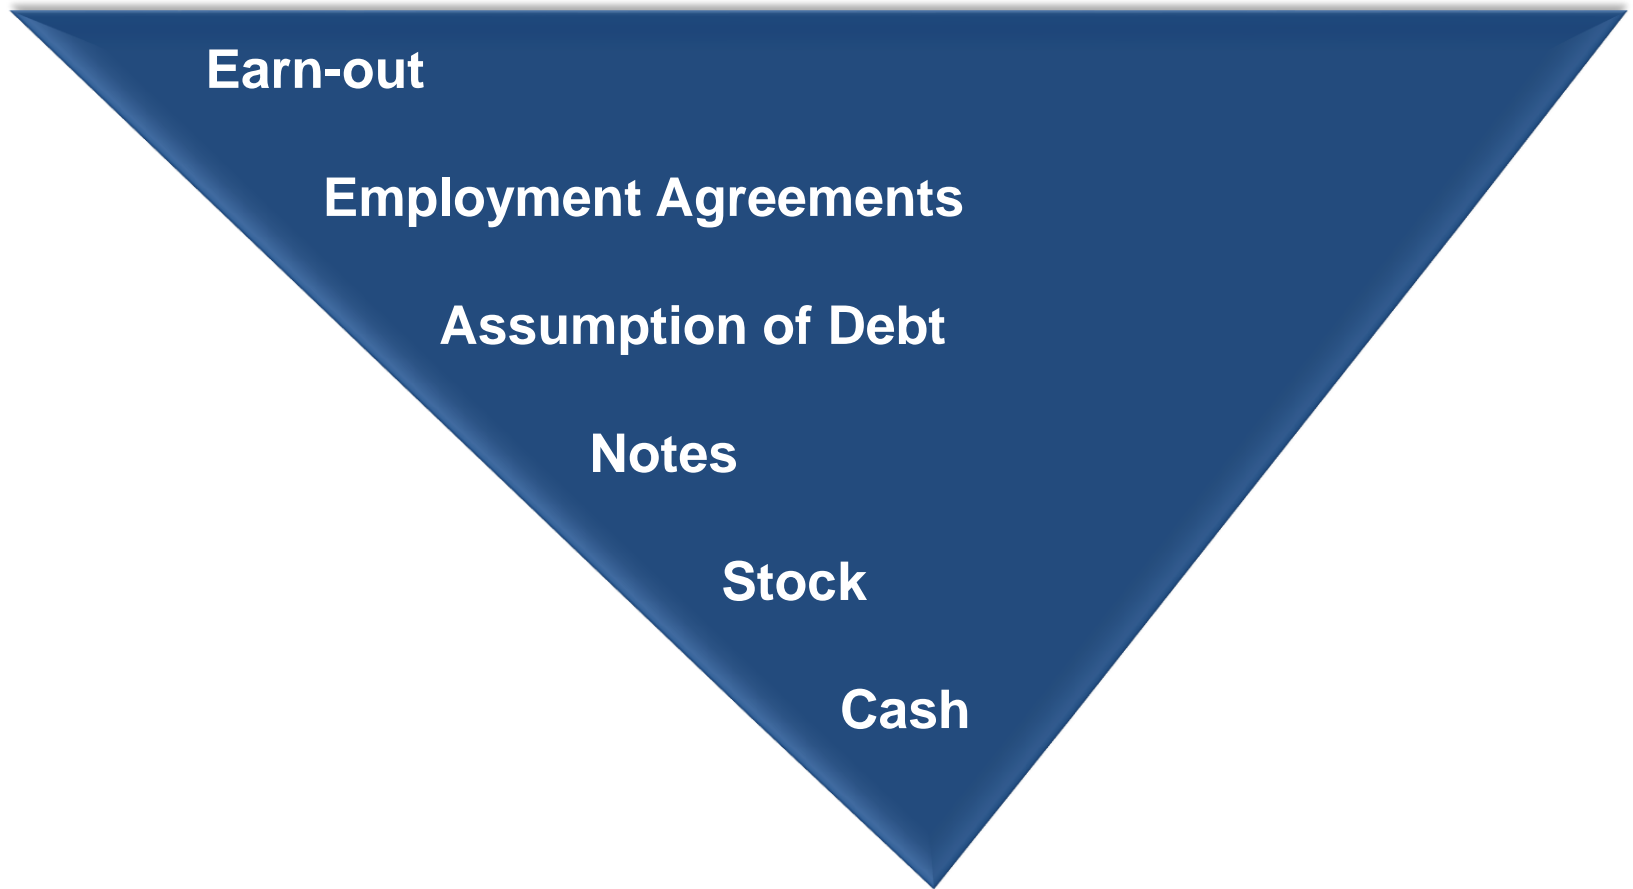 Earn-out
Employment Agreements
Assumption of Debt
Notes
Stock
Cash